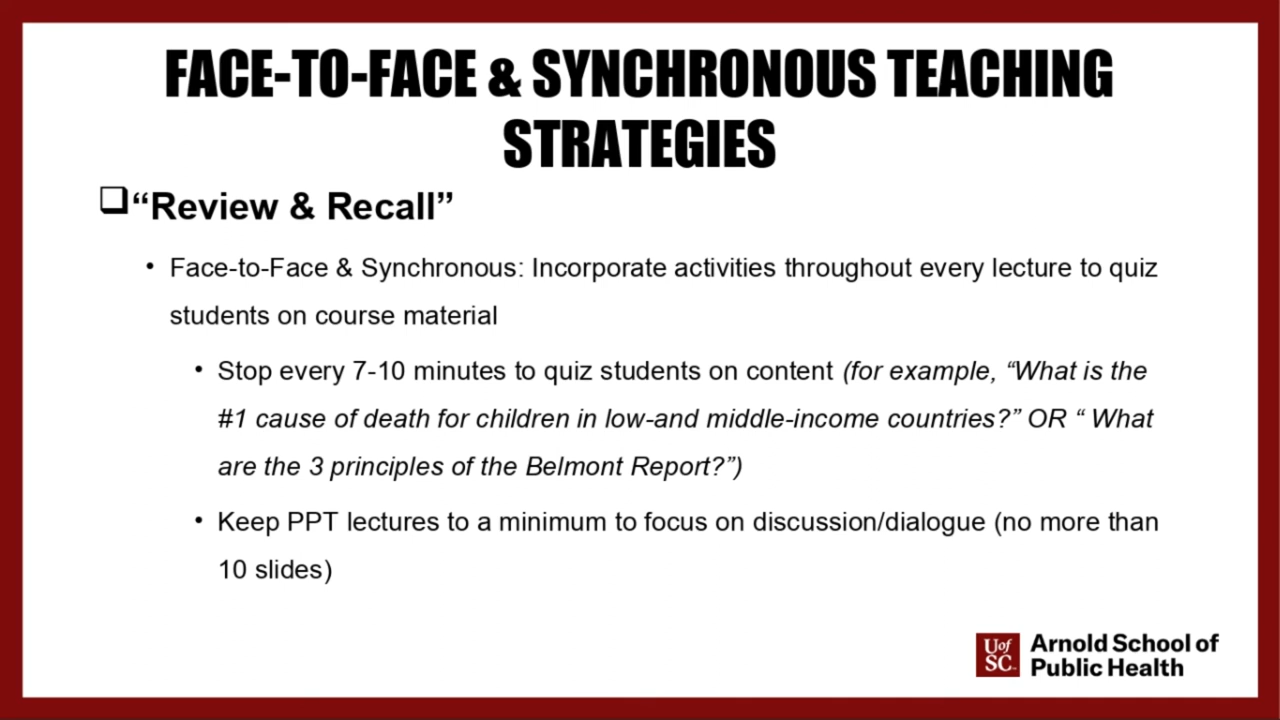 FACE-TO-FACE & SYNCHRONOUS TEACHING
STRATEGIES
“Review & Recall”
• Face-to-Face & Synchronous: Incorporate activities throughout every lecture to quiz
students on course material
• Stop every 7-10 minutes to quiz students on content (for example, “What is the
#1 cause of death for children in low-and middle-income countries?” OR “ What
are the 3 principles of the Belmont Report?”)
• Keep PPT lectures to a minimum to focus on discussion/dialogue (no more than
10 slides)
UofSC
Arnold School of
Public Health